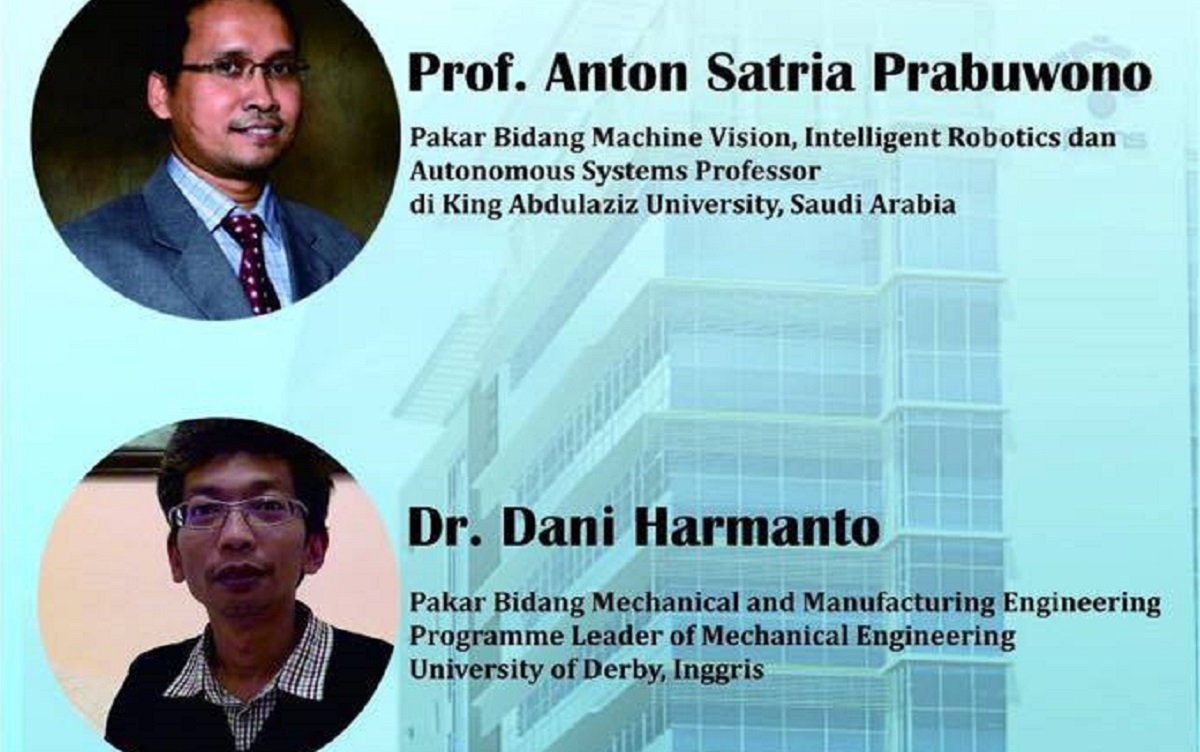 Prof. Anton Satria Prabuwono
Pakar Bidang Machine Vision, Intelligent Robotics dan
Autonomous Systems Professor
di King Abdulaziz University, Saudi Arabia
Dr. Dani Harmanto
Pakar Bidang Mechanical and Manufacturing Engineering
Programme Leader of Mechanical Engineering
University of Derby, Inggris